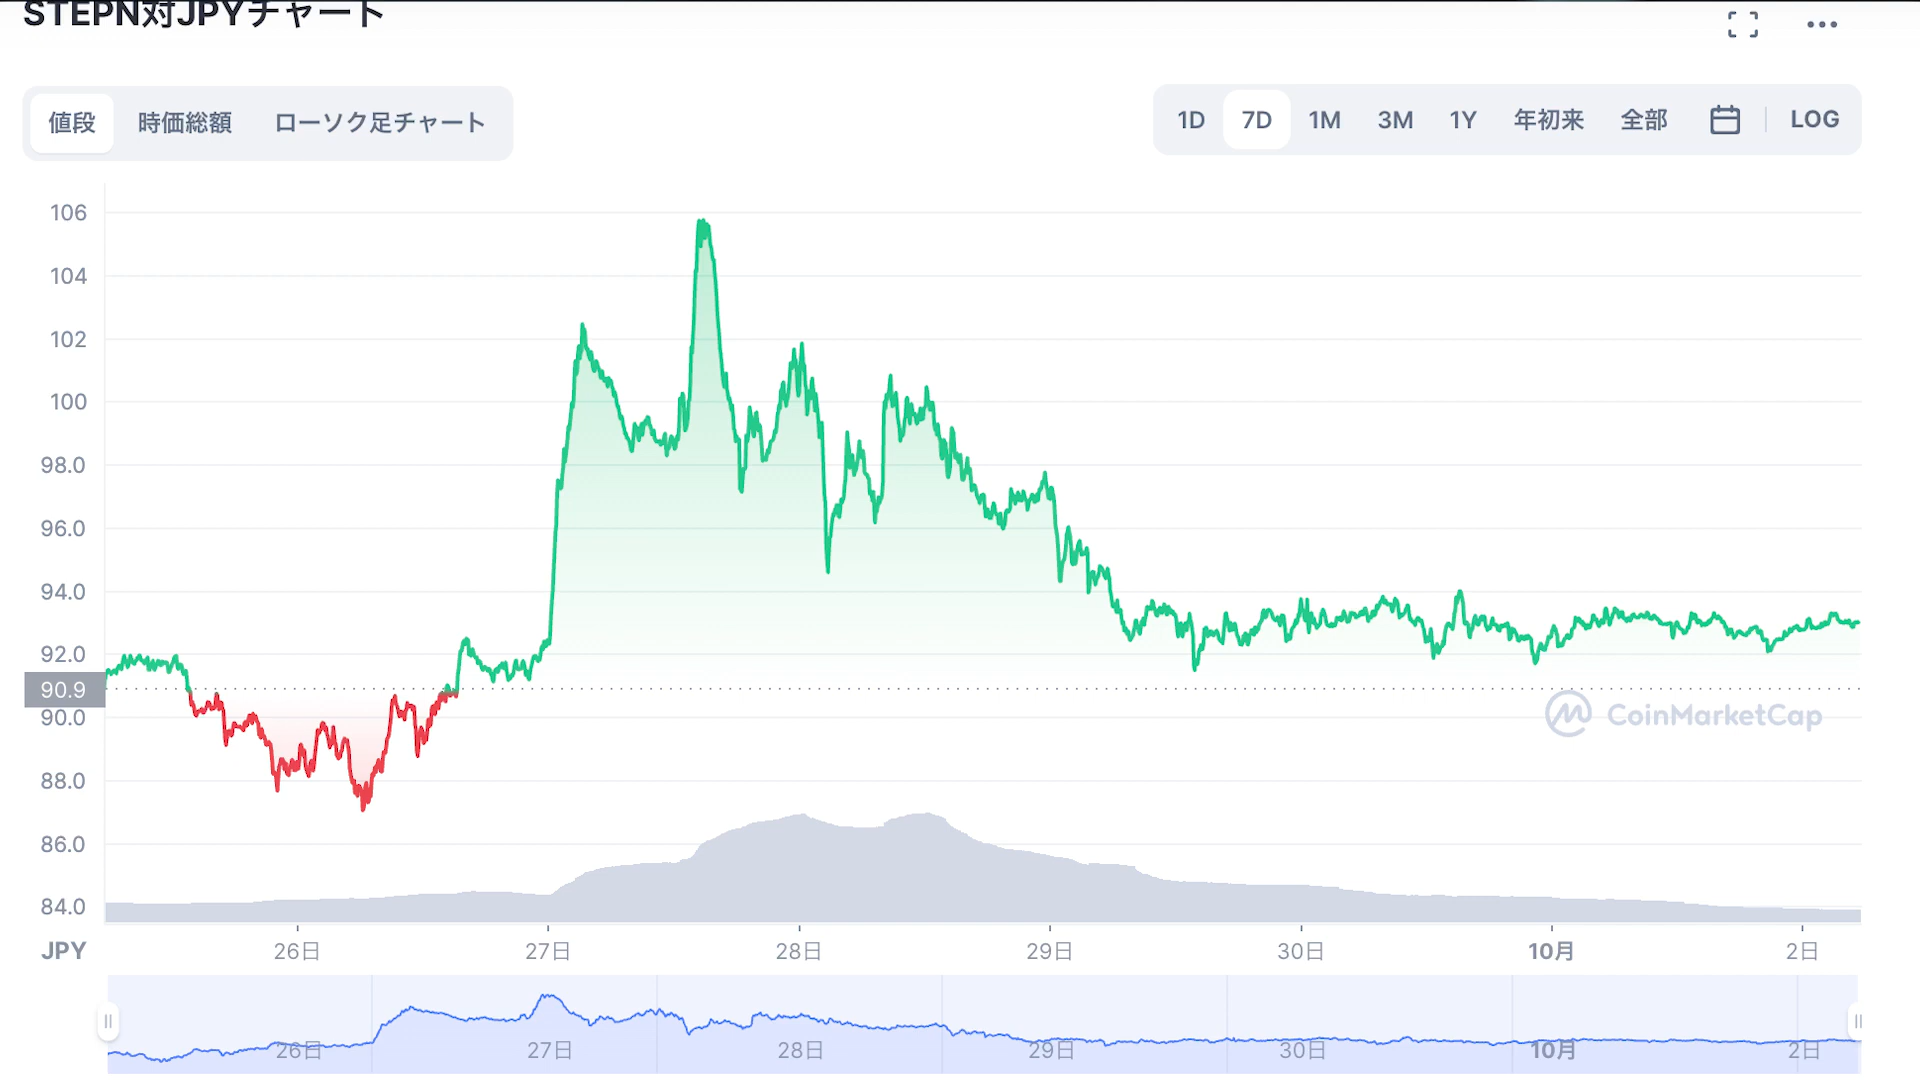 STEPN対JPYチャート
値段 時価総額 ローソク足チャート
1D 7D 1M 3M 1Y 年初来 全部 LOG
106
104
102
100
98.0
96.0
94.0
92.0
90.9
90.0
88.0
86.0
84.0
CoinMarketCap
JPY 26日 27日 28日 29日 30日 10月 2日
26日 27日 28日 29日 30日 10月 2日